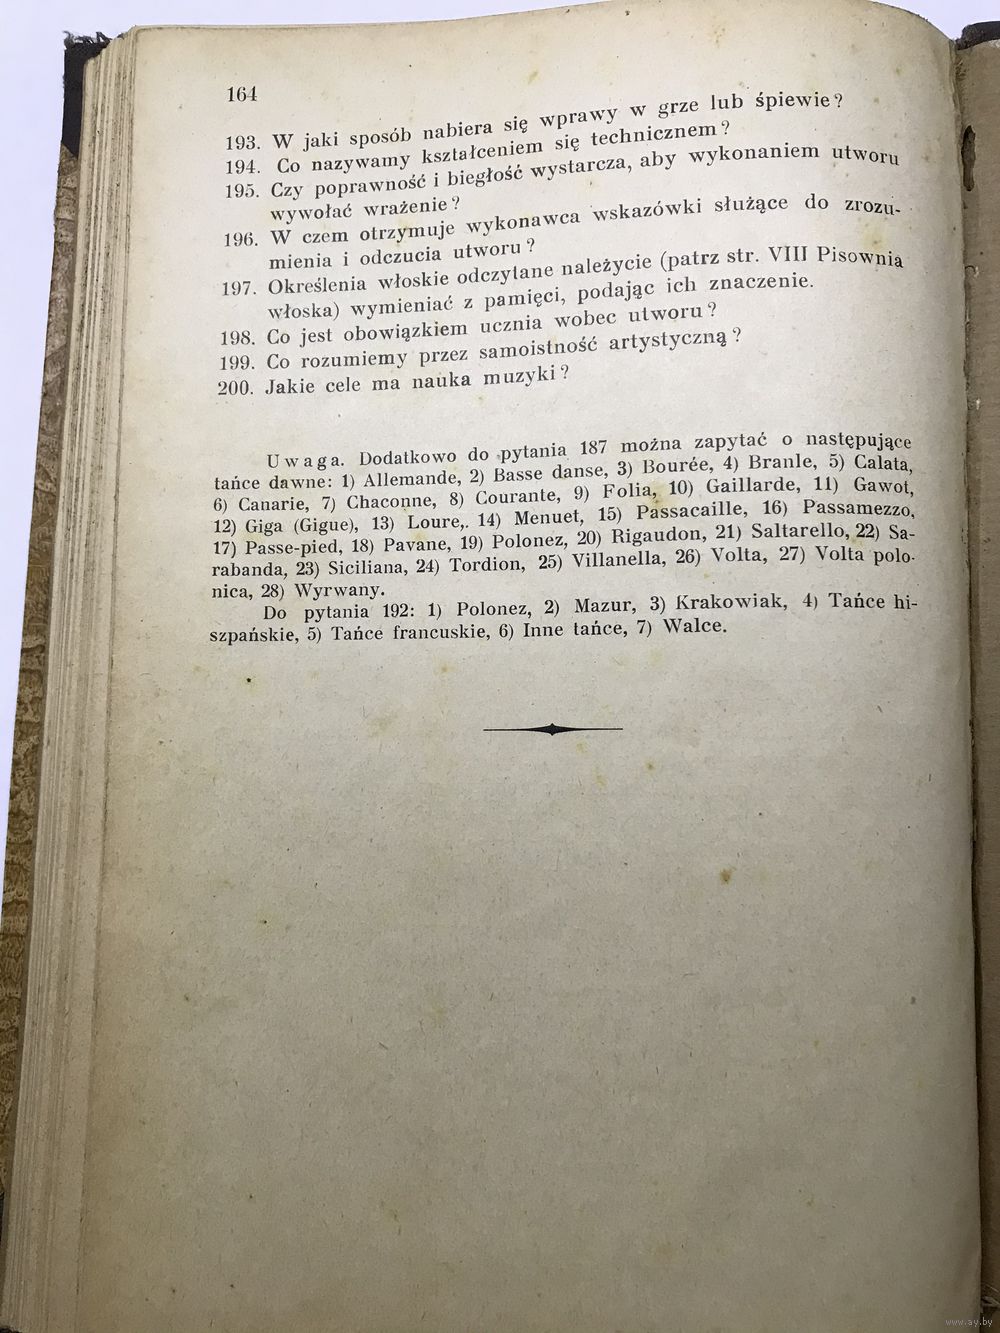 164
193. W jaki sposób nabiera się wprawy w grze lub śpiewie?
194. Co nazywamy kształceniem się technicznem?
195. Czy poprawność i biegłość wystarcza, aby wykonaniem utworu
wywołać wrażenie?
196. W czem otrzymuje wykonawca wskazówki służące do zrozu-
mienia i odczucia utworu?
197. Określenia włoskie odczytane należycie (patrz str. VIII Pisownia
włoska) wymieniać z pamięci, podając ich znaczenie.
198. Co jest obowiązkiem ucznia wobec utworu?
199. Co rozumiemy przez samoistność artystyczną?
200. Jakie cele ma nauka muzyki?
Uwaga. Dodatkowo do pytania 187 można zapytać o następujące
tańce dawne: 1) Allemande, 2) Basse danse, 3) Bourée, 4) Branle, 5) Calata,
6) Canarie, 7) Chaconne, 8) Courante, 9) Folia, 10) Gaillarde, 11) Gawot,
12) Giga (Gigue), 13) Loure, 14) Menuet, 15) Passacaille, 16) Passamezzo,
17) Passe-pied, 18) Pavane, 19) Polonez, 20) Rigaudon, 21) Saltarello, 22) Sa-
rabanda, 23) Siciliana, 24) Tordion, 25) Villanella, 26) Volta, 27) Volta polo-
nica, 28) Wyrwany.
Do pytania 192: 1) Polonez, 2) Mazur, 3) Krakowiak, 4) Tańce hi-
szpańskie, 5) Tańce francuskie, 6) Inne tańce, 7) Walce.
www.ay.by